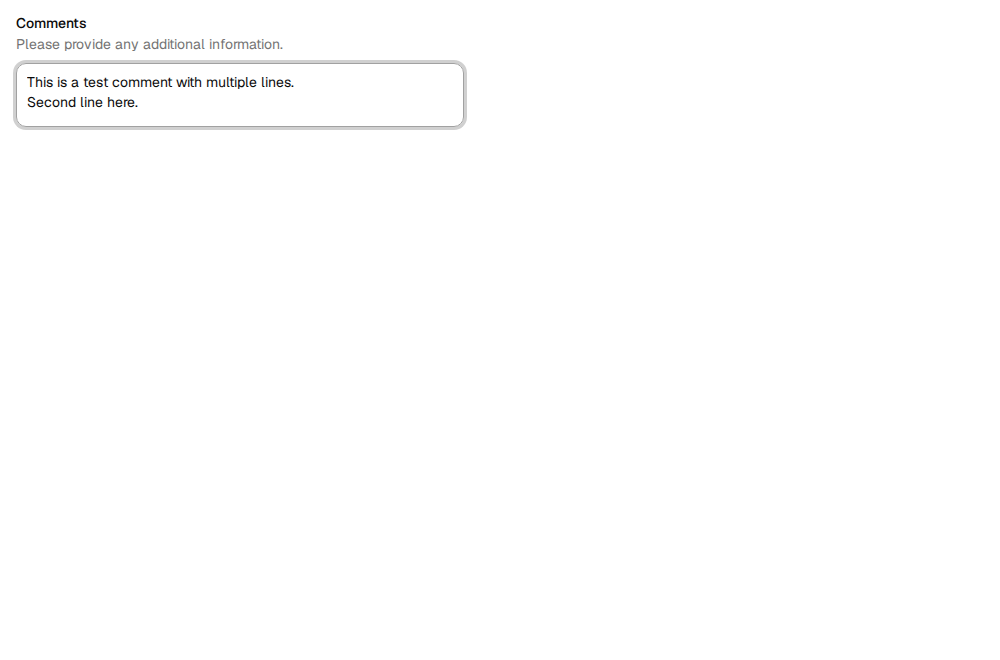 Comments
Please provide any additional information.
This is a test comment with multiple lines.
Second line here.